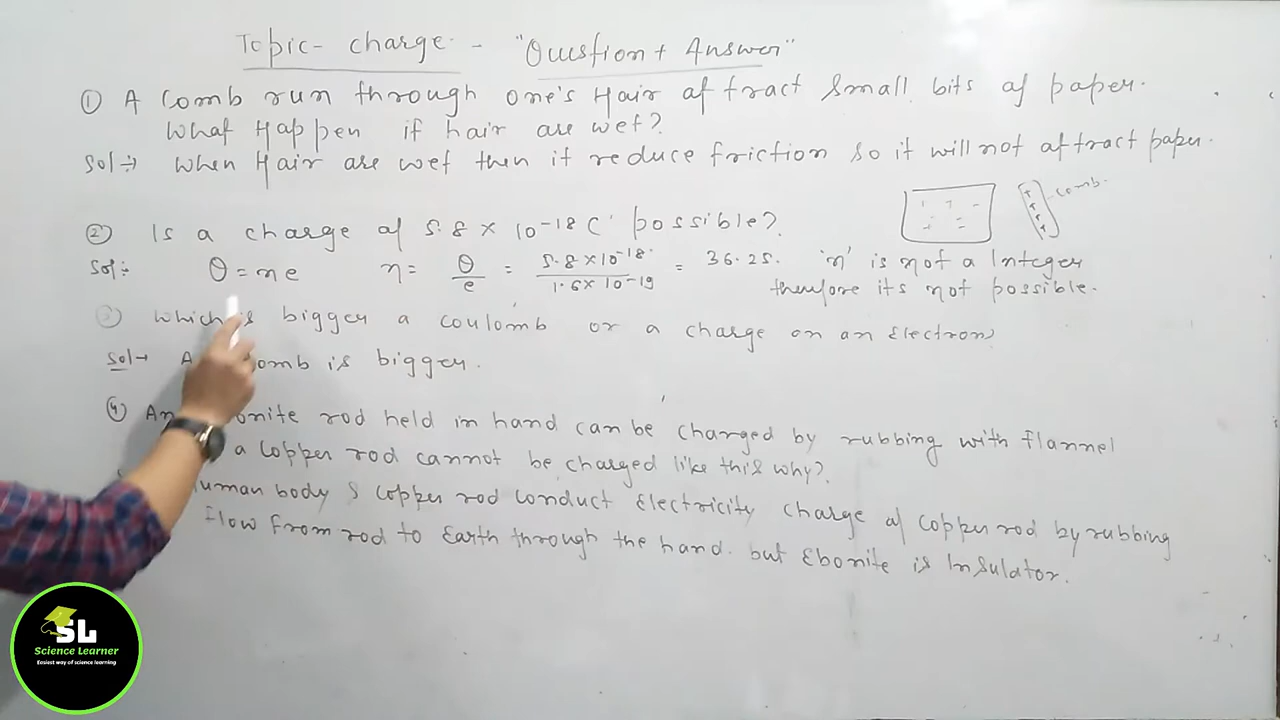 Topic- charge - "Question + Answer"
① A comb run through one's Hair attract small bits of paper.
What Happen if hair are wet?
Sol:→ When Hair are wet then it reduce friction so it will not attract paper.
comb.
② Is a charge of 5.8 × 10⁻¹⁸C possible?
Sol:- Q = ne n = Q/e = 5.8×10⁻¹⁸/1.6×10⁻¹⁹ = 36.25. 'n' is not a Integer
therefore its not possible.
③ Which is bigger a coulomb or a charge on an Electron
Sol→ A is bigger.
④ An held in hand can be charged by rubbing with flannel
a Copper rod cannot be charged like this why?
Human body & Copper rod conduct Electricity charge of Copper rod by rubbing
Flow From rod to Earth through the hand. but Ebonite is Insulator.
SL
Science Learner
Easiest way of science learning